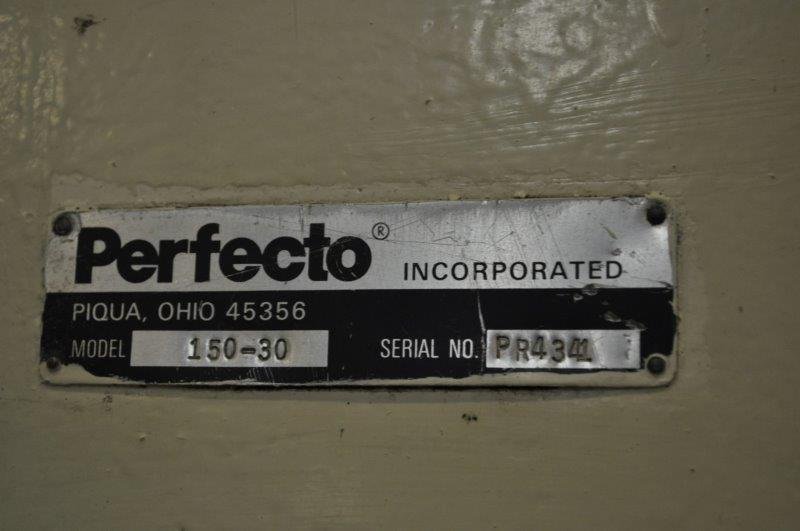 Perfecto® INCORPORATED
PIQUA, OHIO 45356
MODEL 150-30 SERIAL NO. PR4341